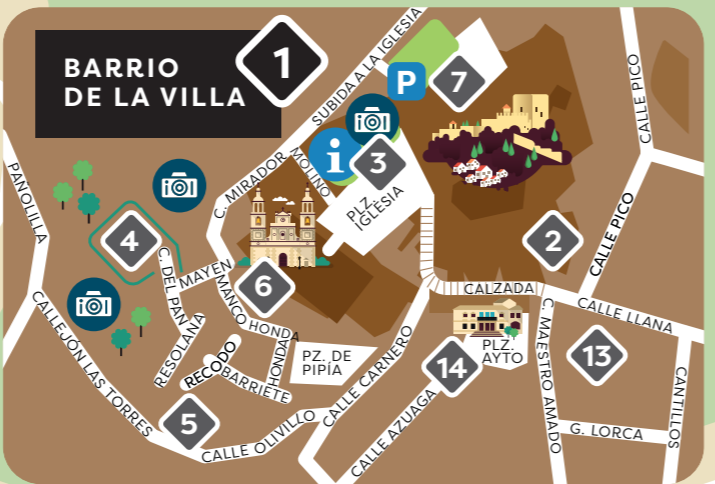 BARRIO
DE LA VILLA
1
SUBIDA A LA IGLESIA
P
7
CALLE PICO
i
3
MOLINO
C. MIRADOR
PLZ.
IGLESIA
PAÑOLILLA
4
C. DEL PAN
MAYEN
6
2
CALLE PICO
CALZADA
CALLE LLANA
MANCO HONDA
HONDA
RESOLANA
RECODO
BARRIETE
PZ. DE
PIPÍA
CALLE CARNERO
PLZ.
AYTO
14
C. MAESTRO AMADO
13
CANTILLOS
CALLEJÓN LAS TORRES
5
CALLE OLIVILLO
CALLE AZUAGA
G. LORCA